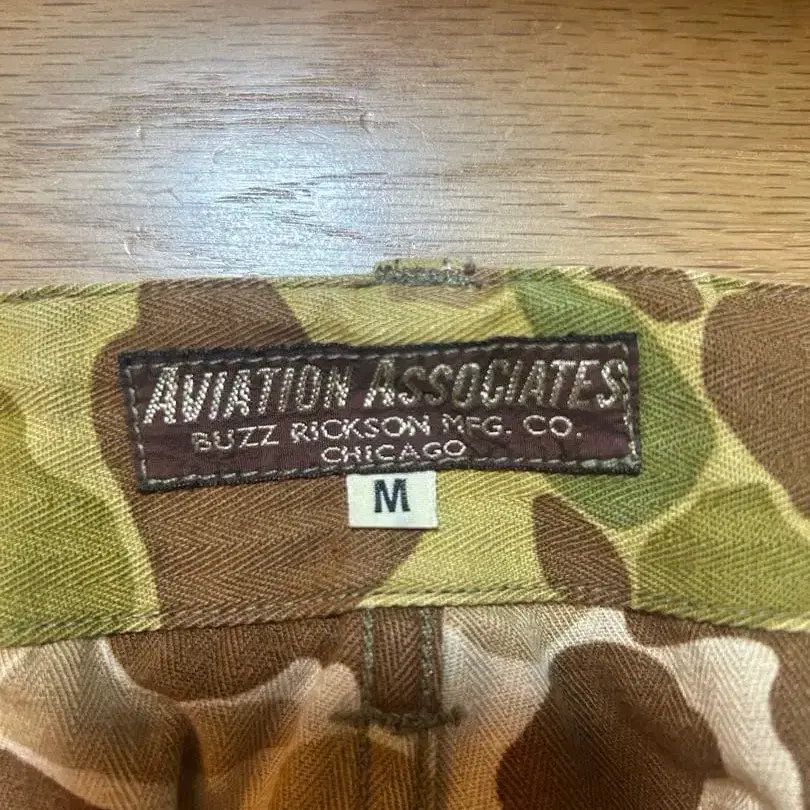 AVIATION ASSOCIATES
BUZZ RICKSON MFG. CO.
CHICAGO
M